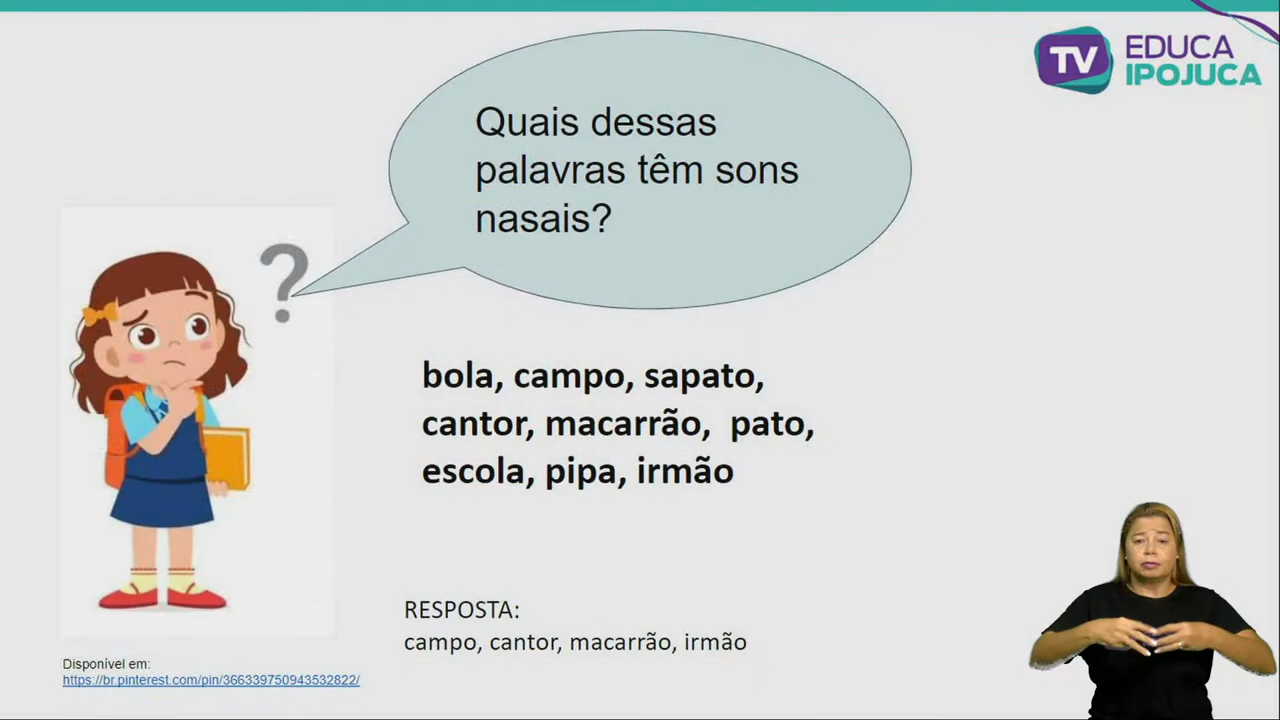 TV EDUCA
IPOJUCA
Quais dessas
palavras têm sons
nasais?
?
bola, campo, sapato,
cantor, macarrão, pato,
escola, pipa, irmão
RESPOSTA:
campo, cantor, macarrão, irmão
Disponível em:
https://br.pinterest.com/pin/366339750943532822/